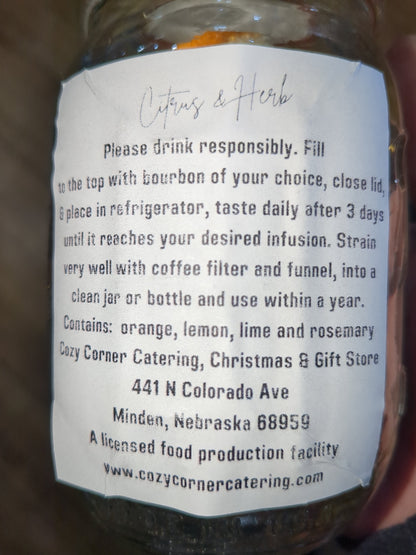 Citrus & Herb
Please drink responsibly. Fill
to the top with bourbon of your choice, close lid,
& place in refrigerator, taste daily after 3 days
until it reaches your desired infusion. Strain
very well with coffee filter and funnel, into a
clean jar or bottle and use within a year.
Contains: orange, lemon, lime and rosemary
Cozy Corner Catering, Christmas & Gift Store
441 N Colorado Ave
Minden, Nebraska 68959
A licensed food production facility
www.cozycornercatering.com